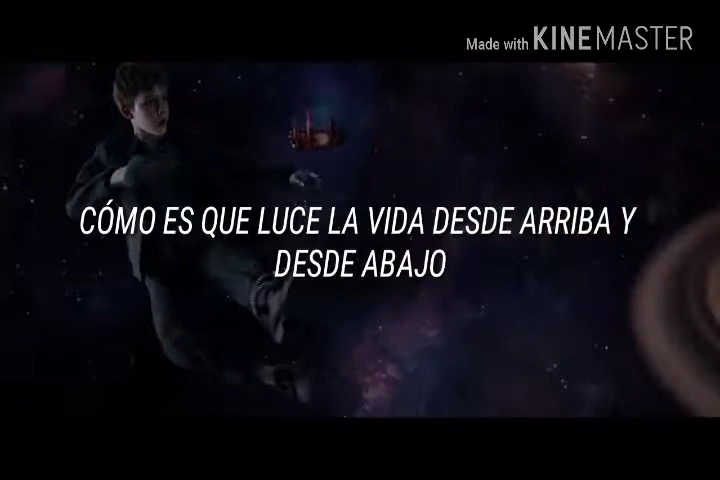 Made with KINEMASTER
CÓMO ES QUE LUCE LA VIDA DESDE ARRIBA Y
DESDE ABAJO